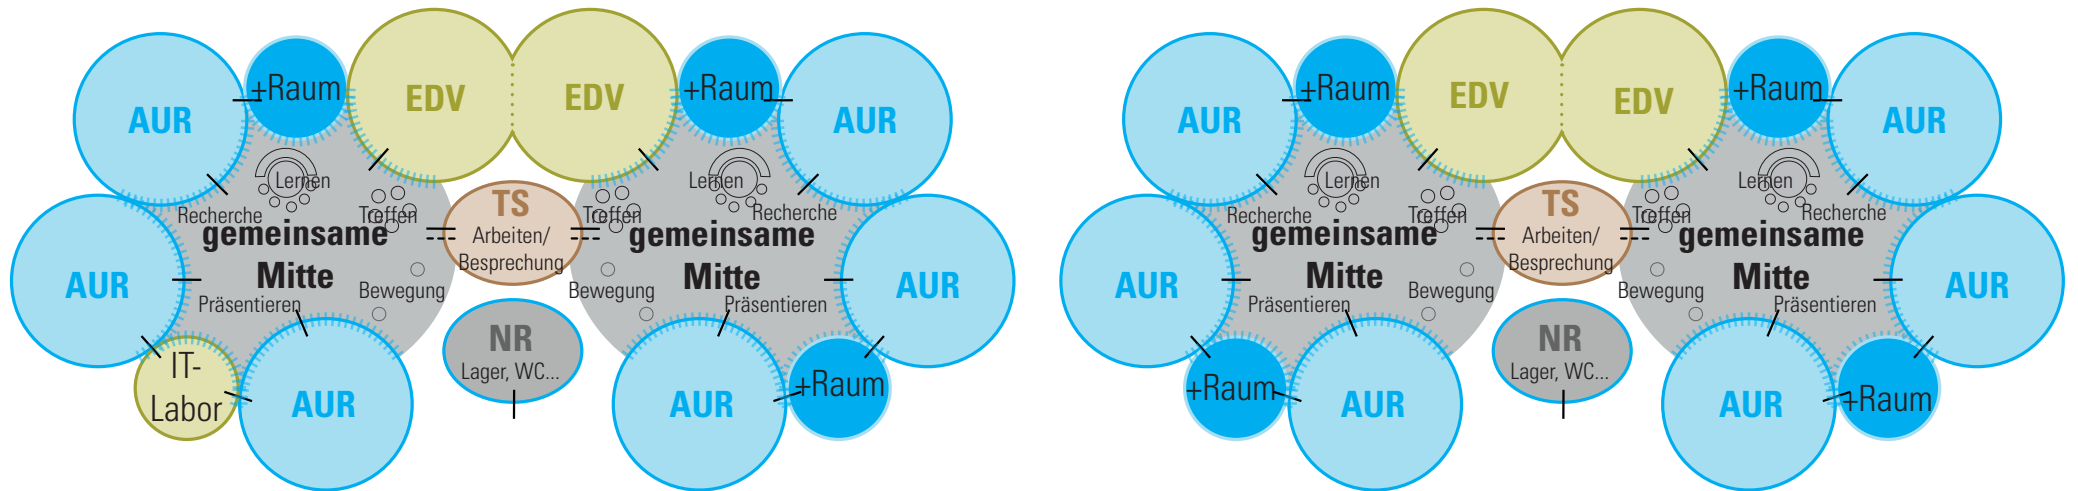 AUR
+Raum
EDV
EDV
+Raum
AUR
Lernen
Recherche
Treffen
gemeinsame
Mitte
Präsentieren
Bewegung
TS
Arbeiten/
Besprechung
Lernen
Treffen
Recherche
gemeinsame
Mitte
Bewegung
Präsentieren
AUR
AUR
IT-
Labor
AUR
NR
Lager, WC...
AUR
+Raum
AUR
+Raum
EDV
EDV
+Raum
AUR
Lernen
Recherche
Treffen
gemeinsame
Mitte
Präsentieren
Bewegung
TS
Arbeiten/
Besprechung
Lernen
Treffen
Recherche
gemeinsame
Mitte
Bewegung
Präsentieren
AUR
AUR
+Raum
AUR
NR
Lager, WC...
AUR
+Raum